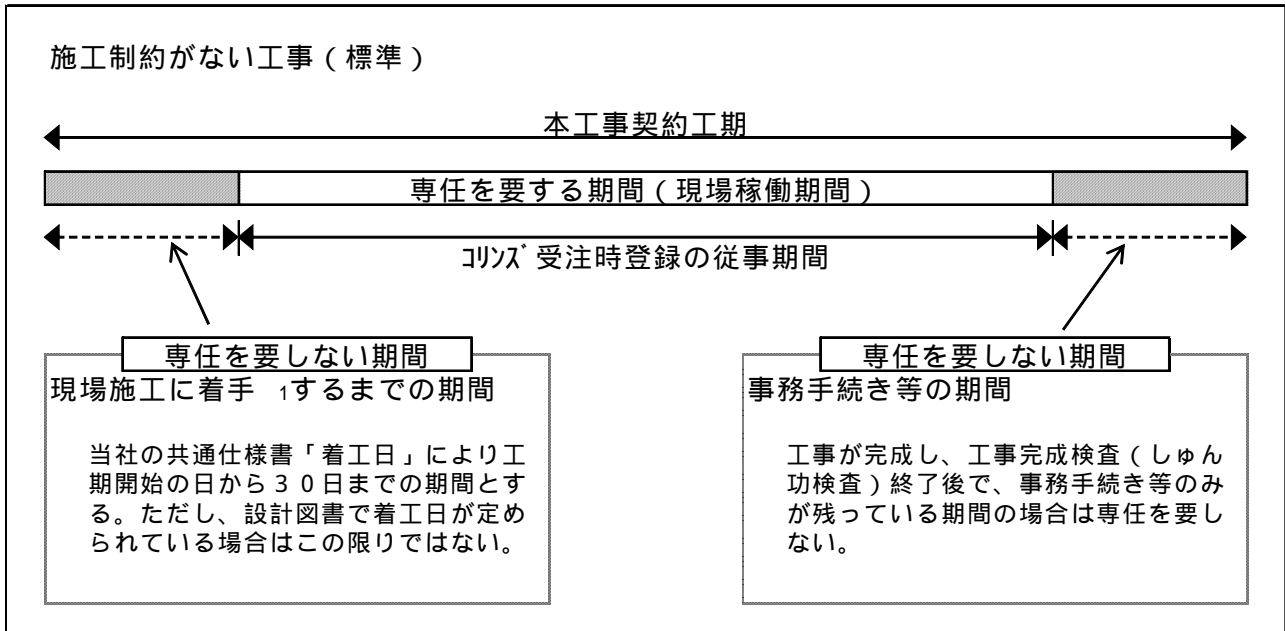 施工制約がない工事（標準）
本工事契約工期
専任を要する期間（現場稼働期間）
コリンズ受注時登録の従事期間
専任を要しない期間
現場施工に着手 1するまでの期間
当社の共通仕様書「着工日」により工
期開始の日から３０日までの期間とす
る。ただし、設計図書で着工日が定め
られている場合はこの限りではない。
専任を要しない期間
事務手続き等の期間
工事が完成し、工事完成検査（しゅん
功検査）終了後で、事務手続き等のみ
が残っている期間の場合は専任を要し
ない。